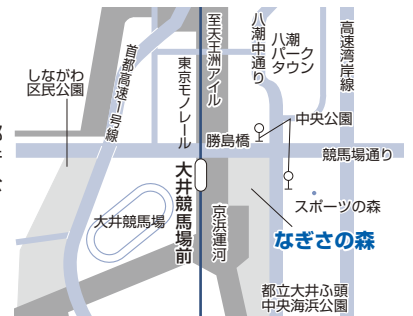 至天王洲アイル
八潮中通り
八潮
パーク
タウン
高速湾岸線
首都高速1号線
東京モノレール
しながわ
区民公園
中央公園
勝島橋
競馬場通り
大井競馬場
大井競馬場前
京浜運河
スポーツの森
なぎさの森
都立大井ふ頭
中央海浜公園